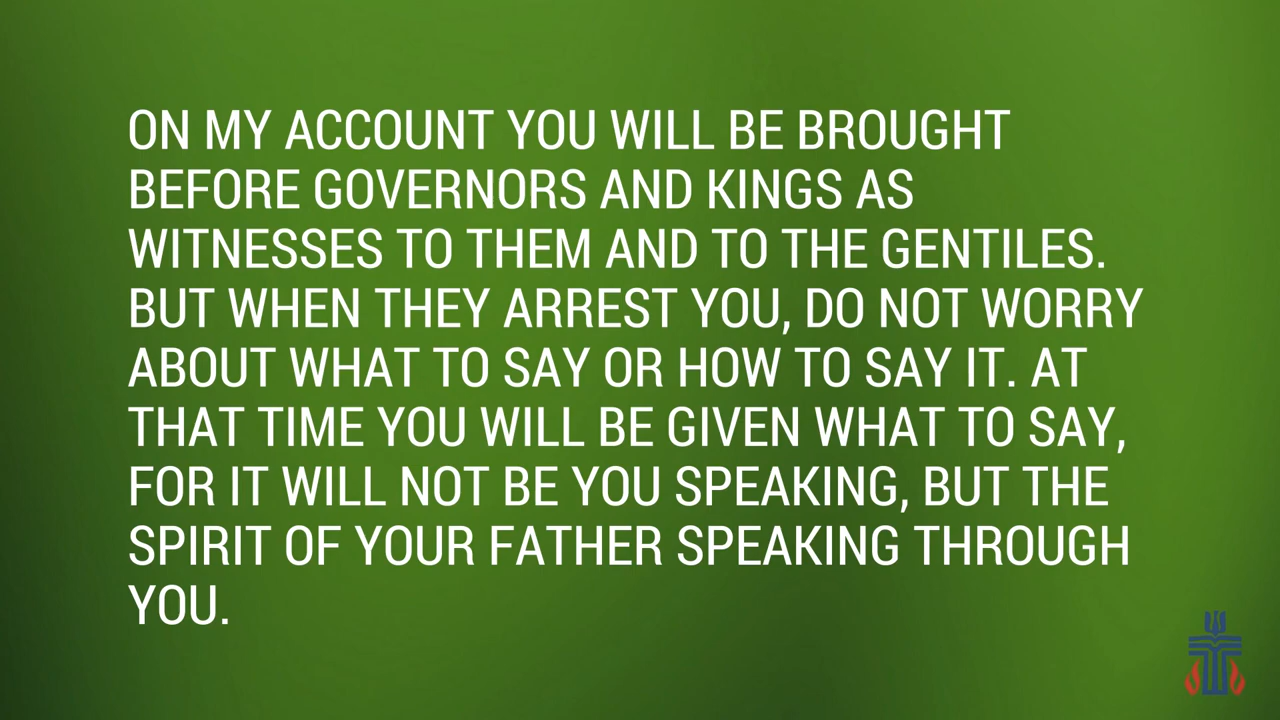 ON MY ACCOUNT YOU WILL BE BROUGHT
BEFORE GOVERNORS AND KINGS AS
WITNESSES TO THEM AND TO THE GENTILES.
BUT WHEN THEY ARREST YOU, DO NOT WORRY
ABOUT WHAT TO SAY OR HOW TO SAY IT. AT
THAT TIME YOU WILL BE GIVEN WHAT TO SAY,
FOR IT WILL NOT BE YOU SPEAKING, BUT THE
SPIRIT OF YOUR FATHER SPEAKING THROUGH
YOU.